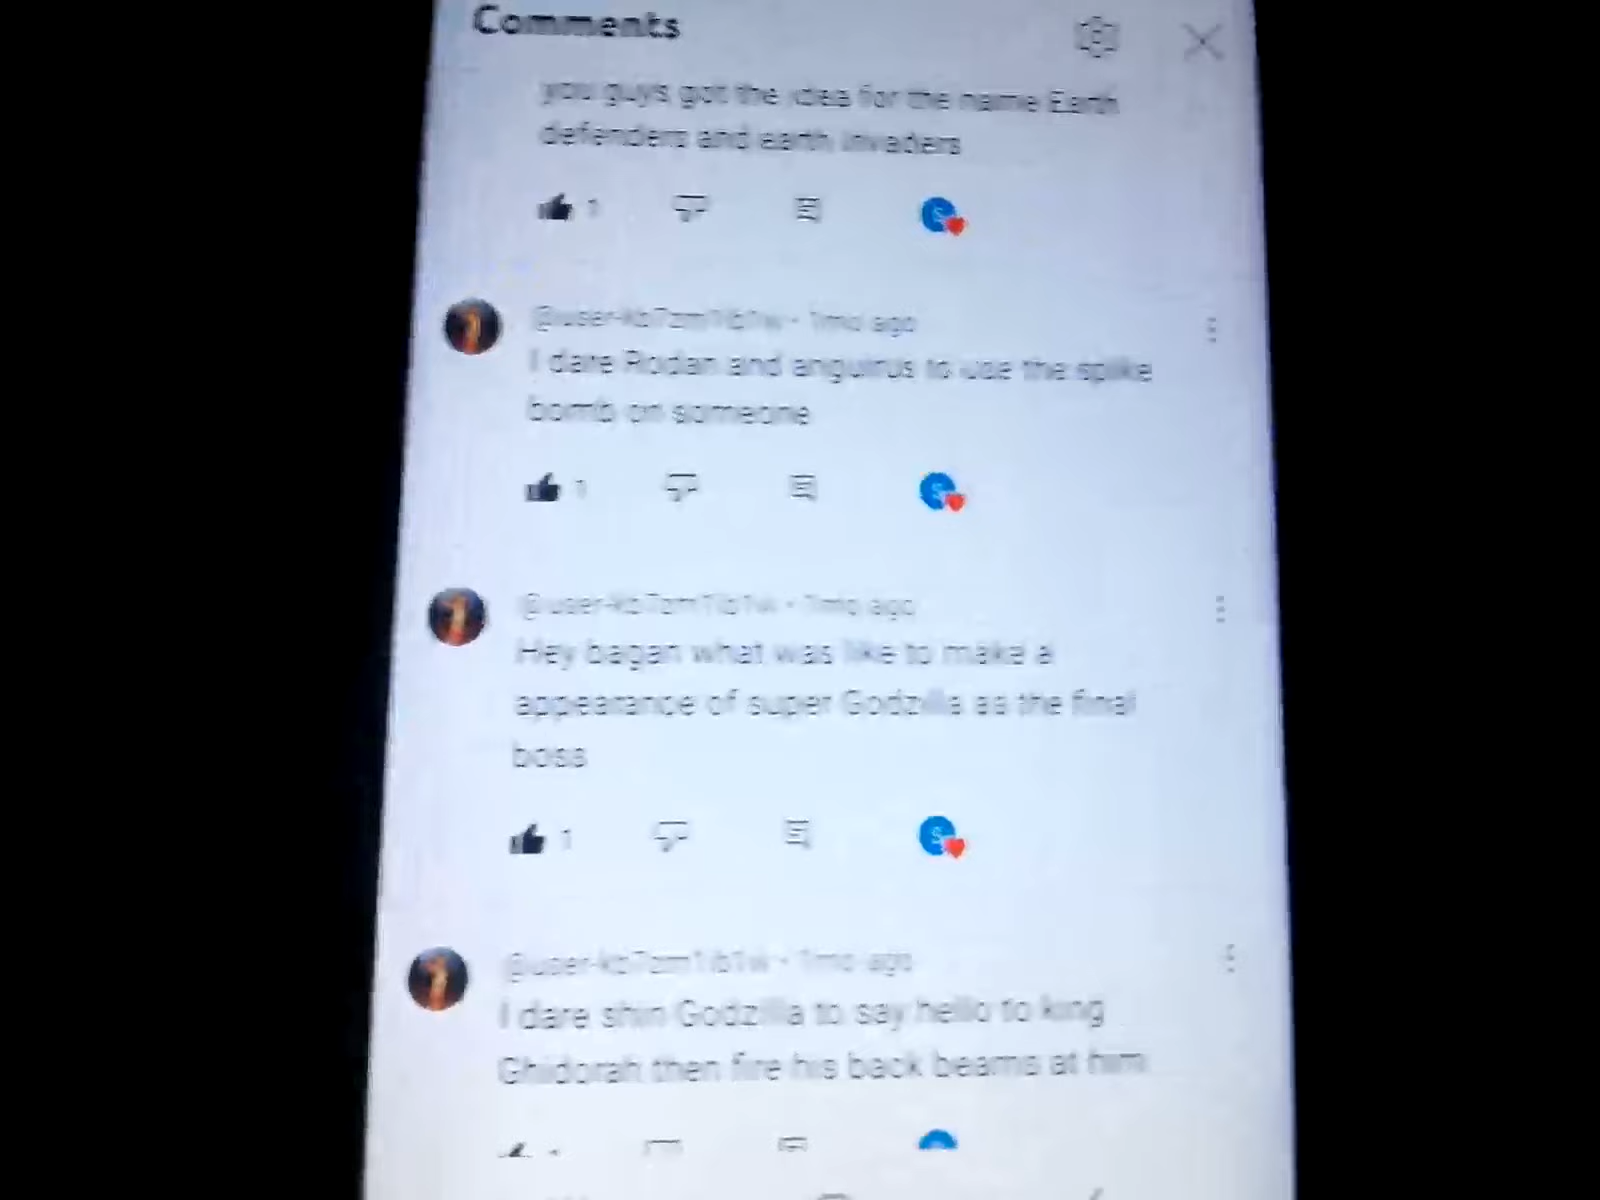 Comments
you guys got the idea for the name Earth
defenders and earth invaders
1
1mo ago
I dare Rodan and anguirus to use the spike
bomb on someone
1
1mo ago
Hey bagan what was like to make a
appearance of super Godzilla as the final
boss
1
1mo ago
I dare shin Godzilla to say hello to king
Ghidorah then fire his back beams at him